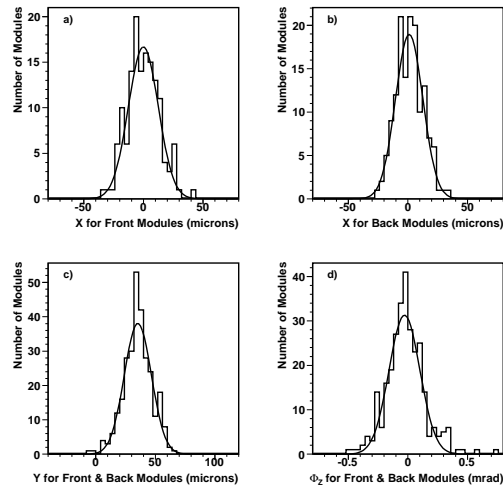 a)
Number of Modules
20
15
10
5
0
-50 0 50
X for Front Modules (microns)
b)
Number of Modules
20
15
10
5
0
-50 0 50
X for Back Modules (microns)
c)
Number of Modules
50
40
30
20
10
0
0 50 100
Y for Front & Back Modules (microns)
d)
Number of Modules
40
30
20
10
0
-0.5 0 0.5
Φz for Front & Back Modules (mrad)